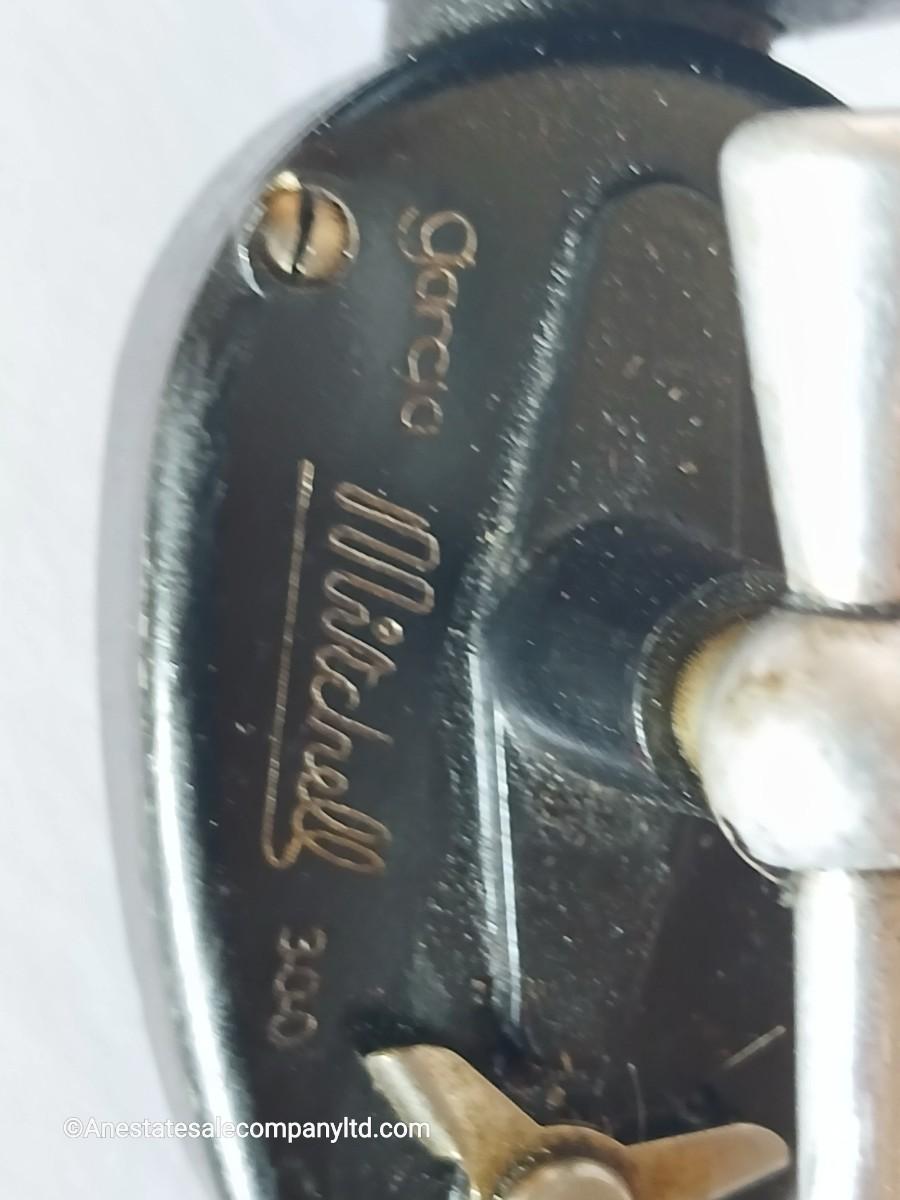 garcia
Mitchell
300
©Anestatesalecompanyltd.com